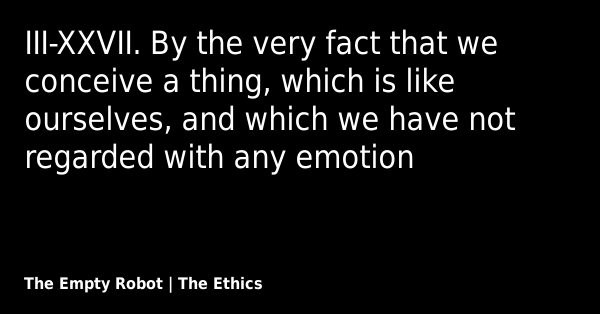 III-XXVII. By the very fact that we
conceive a thing, which is like
ourselves, and which we have not
regarded with any emotion
The Empty Robot | The Ethics